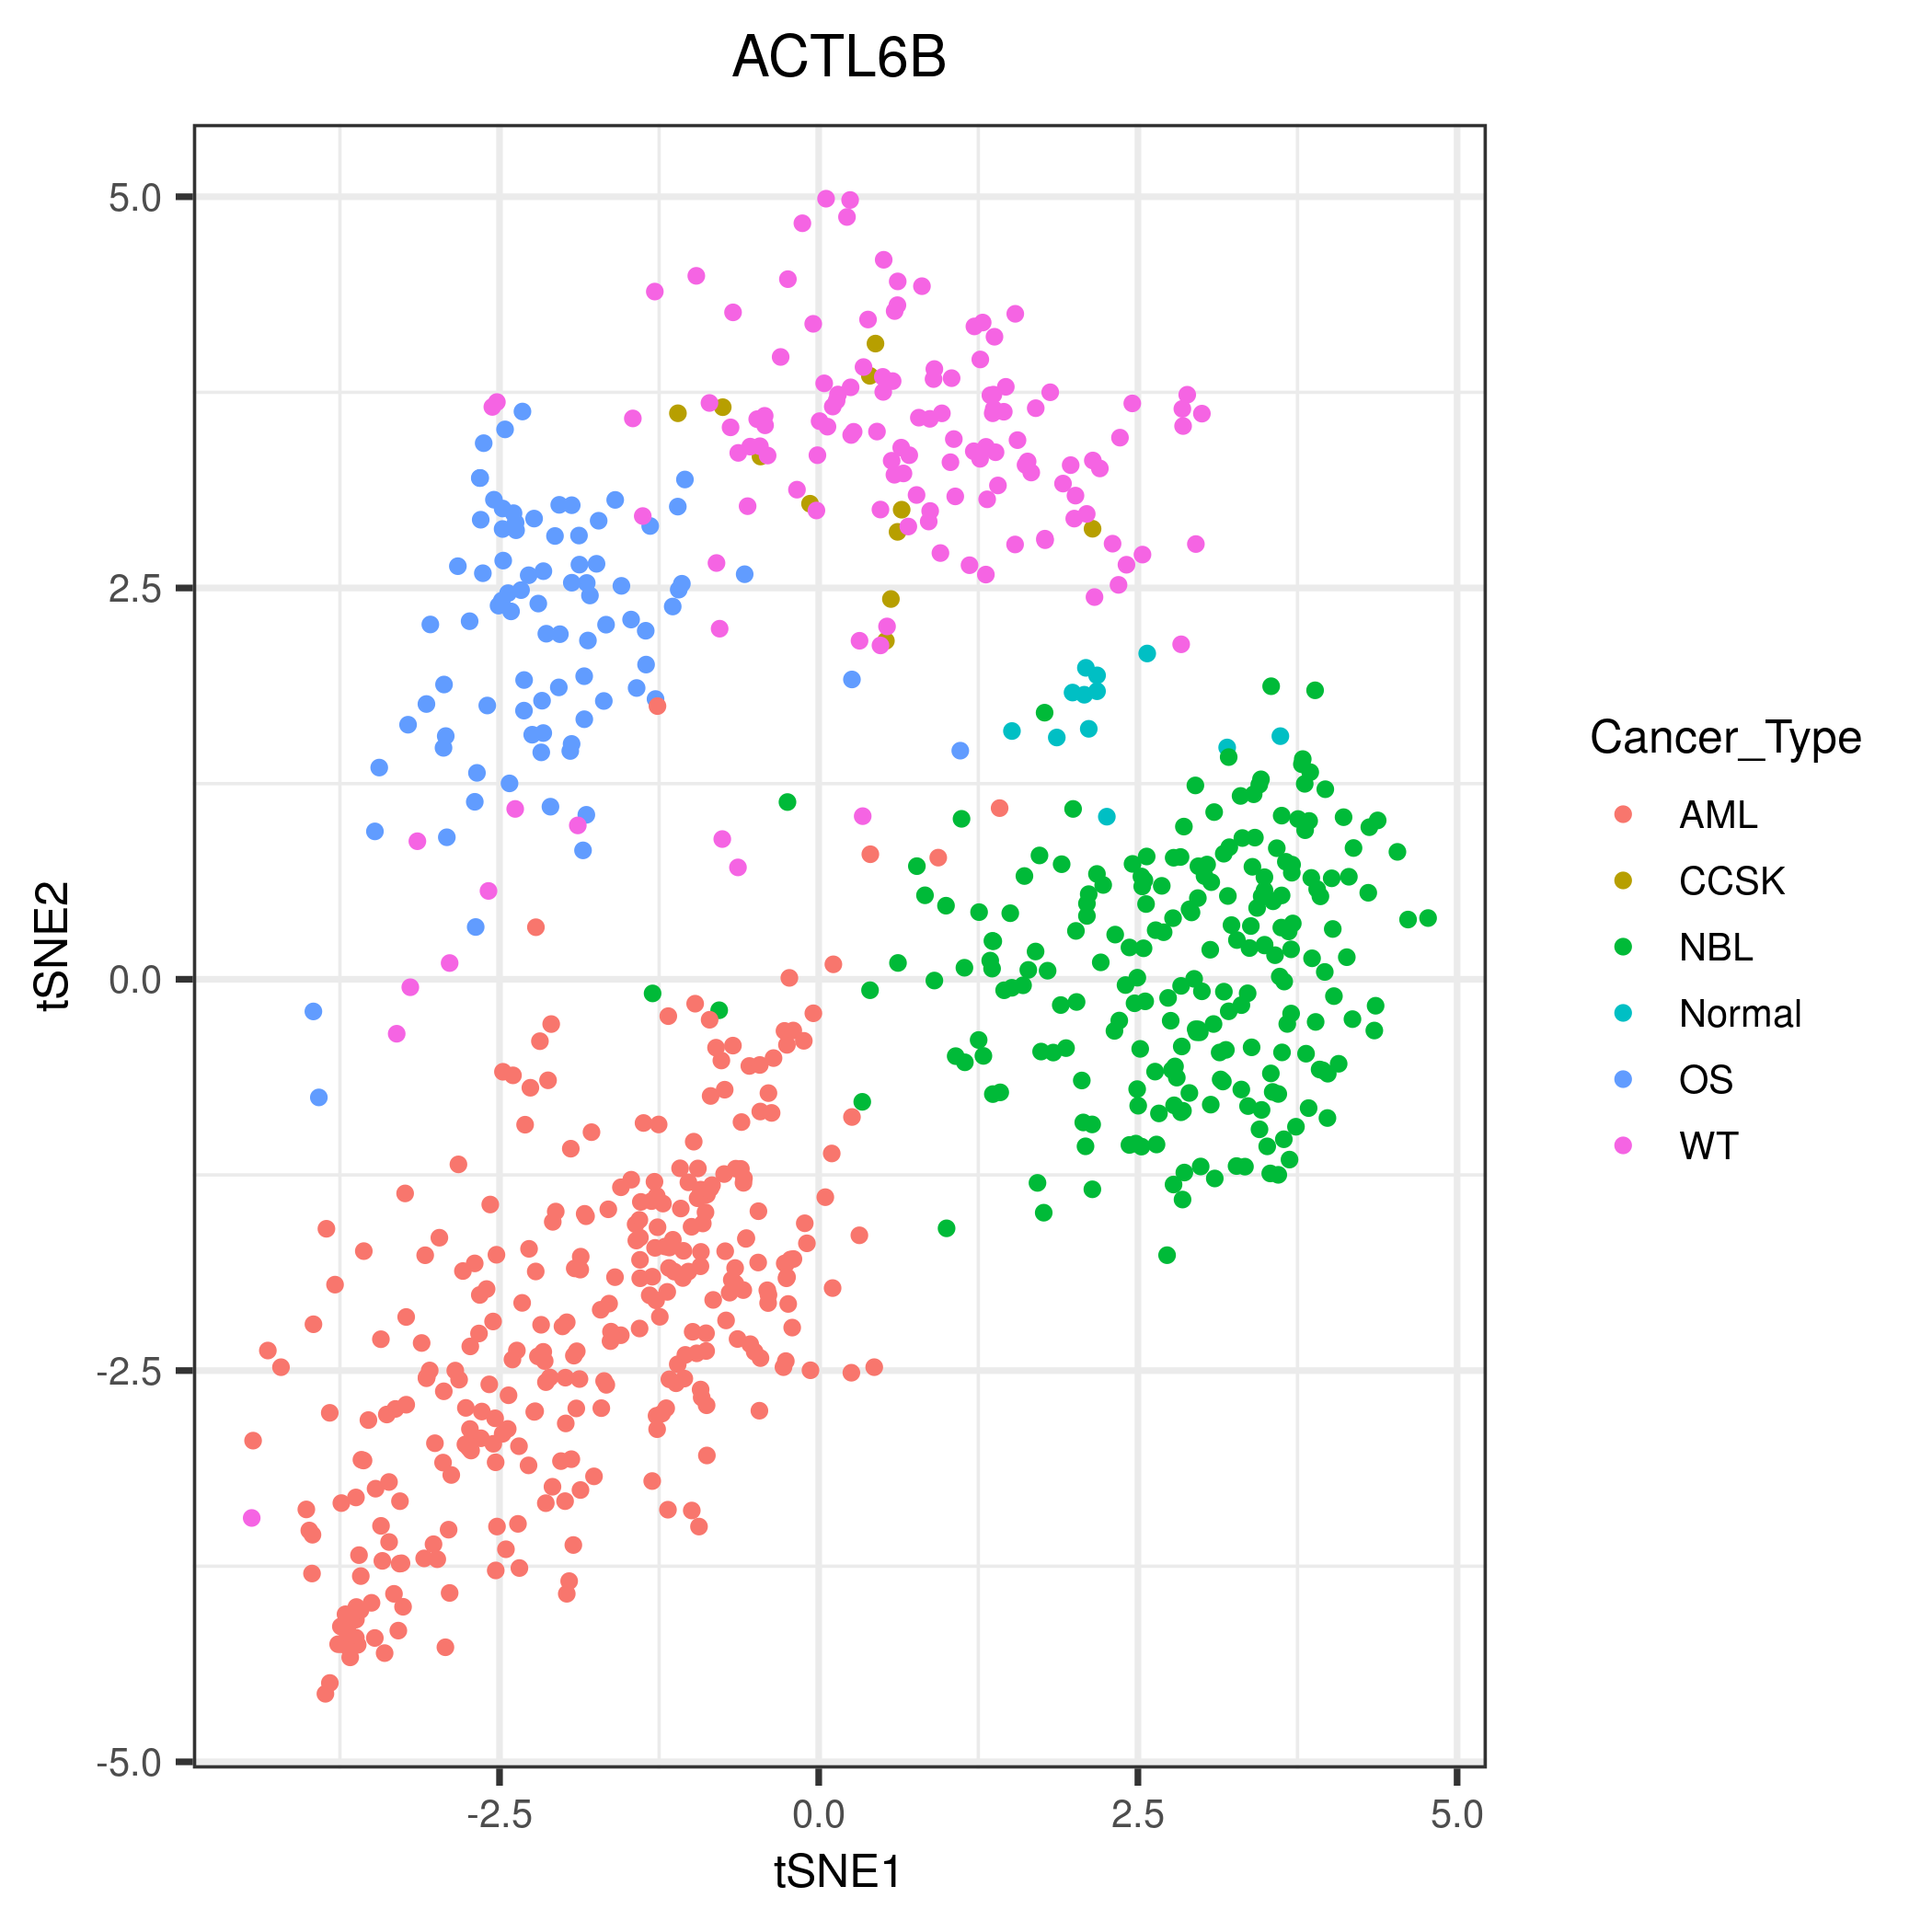 ACTL6B
5.0
2.5
0.0
-2.5
-5.0
tSNE2
-2.5
0.0
2.5
5.0
tSNE1
Cancer_Type
AML
CCSK
NBL
Normal
OS
WT